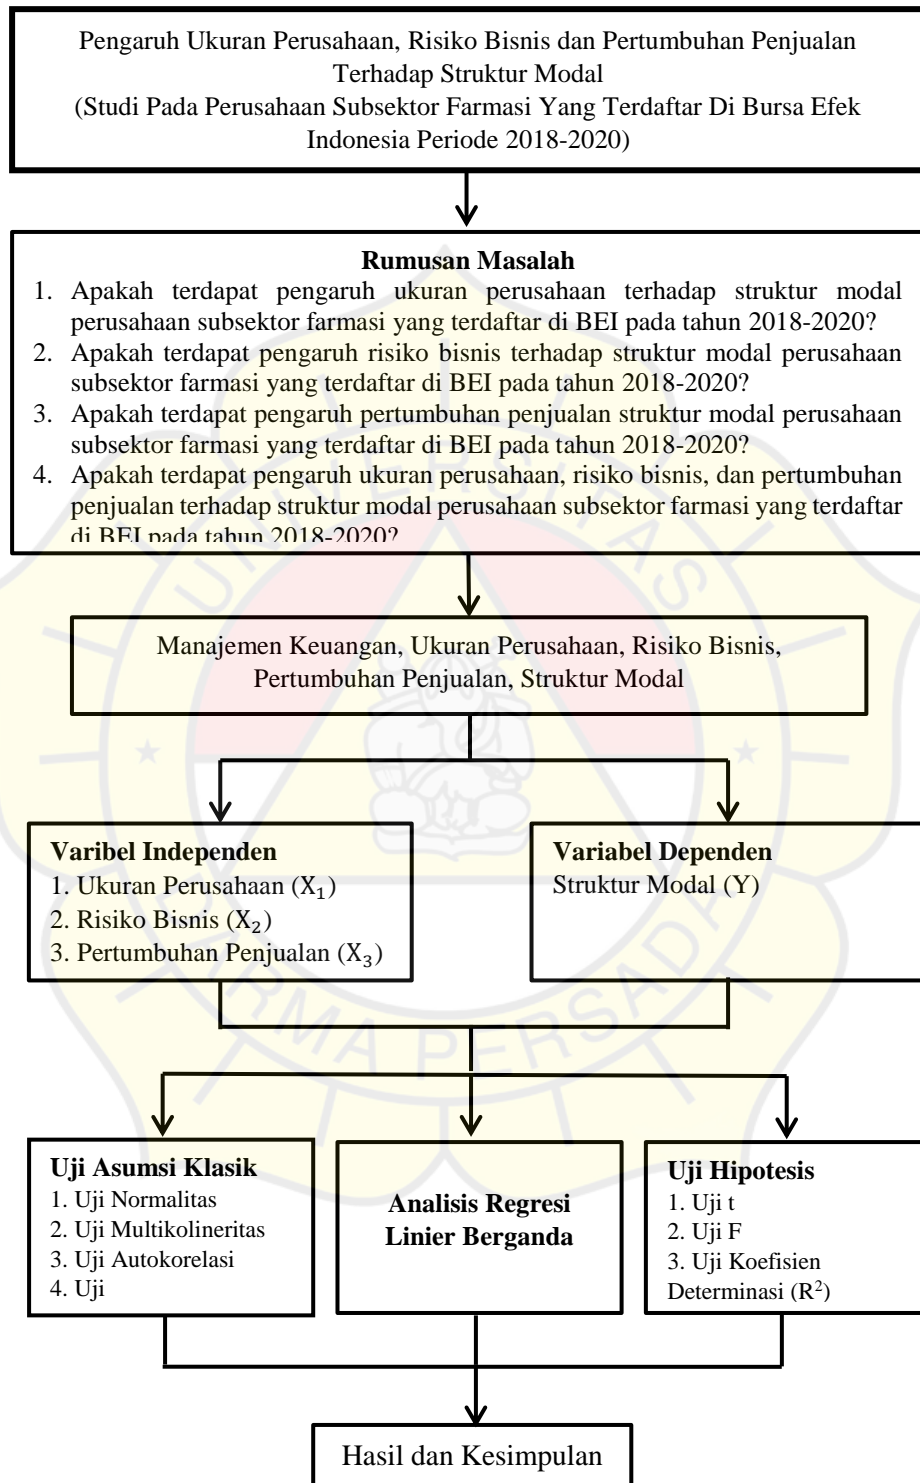 Pengaruh Ukuran Perusahaan, Risiko Bisnis dan Pertumbuhan Penjualan
Terhadap Struktur Modal
(Studi Pada Perusahaan Subsektor Farmasi Yang Terdaftar Di Bursa Efek
Indonesia Periode 2018-2020)
Rumusan Masalah
1. Apakah terdapat pengaruh ukuran perusahaan terhadap struktur modal
perusahaan subsektor farmasi yang terdaftar di BEI pada tahun 2018-2020?
2. Apakah terdapat pengaruh risiko bisnis terhadap struktur modal perusahaan
subsektor farmasi yang terdaftar di BEI pada tahun 2018-2020?
3. Apakah terdapat pengaruh pertumbuhan penjualan struktur modal perusahaan
subsektor farmasi yang terdaftar di BEI pada tahun 2018-2020?
4. Apakah terdapat pengaruh ukuran perusahaan, risiko bisnis, dan pertumbuhan
penjualan terhadap struktur modal perusahaan subsektor farmasi yang terdaftar
di BEI pada tahun 2018-2020?
Manajemen Keuangan, Ukuran Perusahaan, Risiko Bisnis,
Pertumbuhan Penjualan, Struktur Modal
Varibel Independen
1. Ukuran Perusahaan (X₁)
2. Risiko Bisnis (X₂)
3. Pertumbuhan Penjualan (X₃)
Variabel Dependen
Struktur Modal (Y)
Uji Asumsi Klasik
1. Uji Normalitas
2. Uji Multikolineritas
3. Uji Autokorelasi
4. Uji
Analisis Regresi
Linier Berganda
Uji Hipotesis
1. Uji t
2. Uji F
3. Uji Koefisien
Determinasi (R²)
Hasil dan Kesimpulan
UNIVERSITAS
DARMA PERSADA